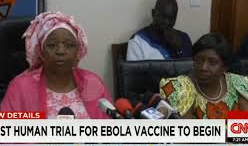 W DETAILS
ST HUMAN TRIAL FOR EBOLA VACCINE TO BEGIN
CNN